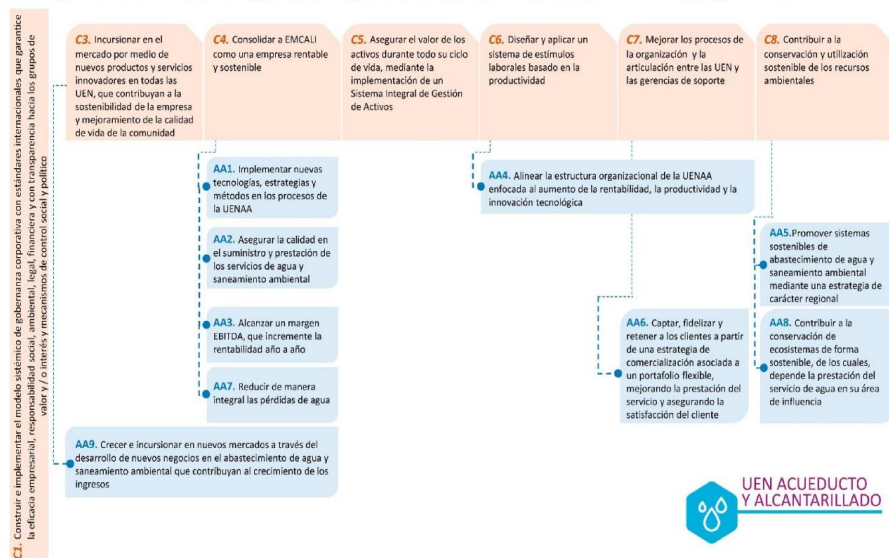 C1. Construir e implementar el modelo sistémico de gobernanza corporativa con estándares internacionales que garantice
la eficacia empresarial, responsabilidad social, ambiental, legal, financiera y con transparencia hacia los grupos de
valor y / o interés y mecanismos de control social y político
C3. Incursionar en el
mercado por medio de
nuevos productos y servicios
innovadores en todas las
UEN, que contribuyan a la
sostenibilidad de la empresa
y mejoramiento de la calidad
de vida de la comunidad
C4. Consolidar a EMCALI
como una empresa rentable
y sostenible
C5. Asegurar el valor de los
activos durante todo su ciclo
de vida, mediante la
implementación de un
Sistema Integral de Gestión
de Activos
C6. Diseñar y aplicar un
sistema de estímulos
laborales basado en la
productividad
C7. Mejorar los procesos de
la organización y la
articulación entre las UEN y
las gerencias de soporte
C8. Contribuir a la
conservación y utilización
sostenible de los recursos
ambientales
AA1. Implementar nuevas
tecnologías, estrategias y
métodos en los procesos de
la UENAA
AA2. Asegurar la calidad en
el suministro y prestación de
los servicios de agua y
saneamiento ambiental
AA3. Alcanzar un margen
EBITDA, que incremente la
rentabilidad año a año
AA7. Reducir de manera
integral las pérdidas de agua
AA9. Crecer e incursionar en nuevos mercados a través del
desarrollo de nuevos negocios en el abastecimiento de agua y
saneamiento ambiental que contribuyan al crecimiento de los
ingresos
AA4. Alinear la estructura organizacional de la UENAA
enfocada al aumento de la rentabilidad, la productividad y la
innovación tecnológica
AA6. Captar, fidelizar y
retener a los clientes a partir
de una estrategia de
comercialización asociada a
un portafolio flexible,
mejorando la prestación del
servicio y asegurando la
satisfacción del cliente
AA5.Promover sistemas
sostenibles de
abastecimiento de agua y
saneamiento ambiental
mediante una estrategia de
carácter regional
AA8. Contribuir a la
conservación de
ecosistemas de forma
sostenible, de los cuales,
depende la prestación del
servicio de agua en su área
de influencia
UEN ACUEDUCTO
Y ALCANTARILLADO